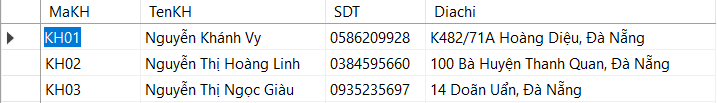 MaKH TenKH SDT Diachi
KH01 Nguyễn Khánh Vy 0586209928 K482/71A Hoàng Diệu, Đà Nẵng
KH02 Nguyễn Thị Hoàng Linh 0384595660 100 Bà Huyện Thanh Quan, Đà Nẵng
KH03 Nguyễn Thị Ngọc Giàu 0935235697 14 Doãn Uẩn, Đà Nẵng